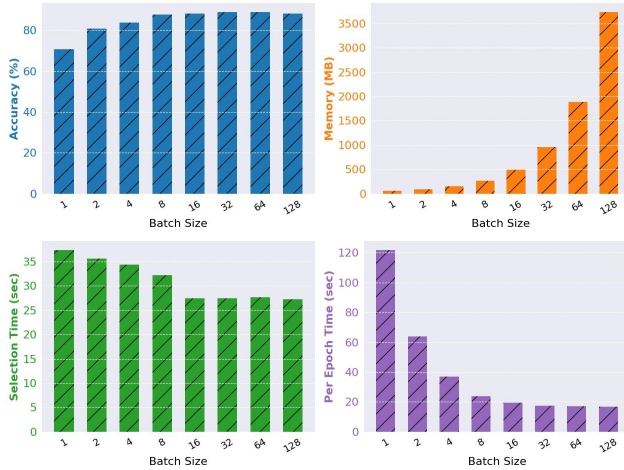 Accuracy (%)
80
60
40
20
0
1 2 4 8 16 32 64 128
Batch Size
Memory (MB)
3500
3000
2500
2000
1500
1000
500
0
1 2 4 8 16 32 64 128
Batch Size
Selection Time (sec)
35
30
25
20
15
10
5
0
1 2 4 8 16 32 64 128
Batch Size
Per Epoch Time (sec)
120
100
80
60
40
20
0
1 2 4 8 16 32 64 128
Batch Size